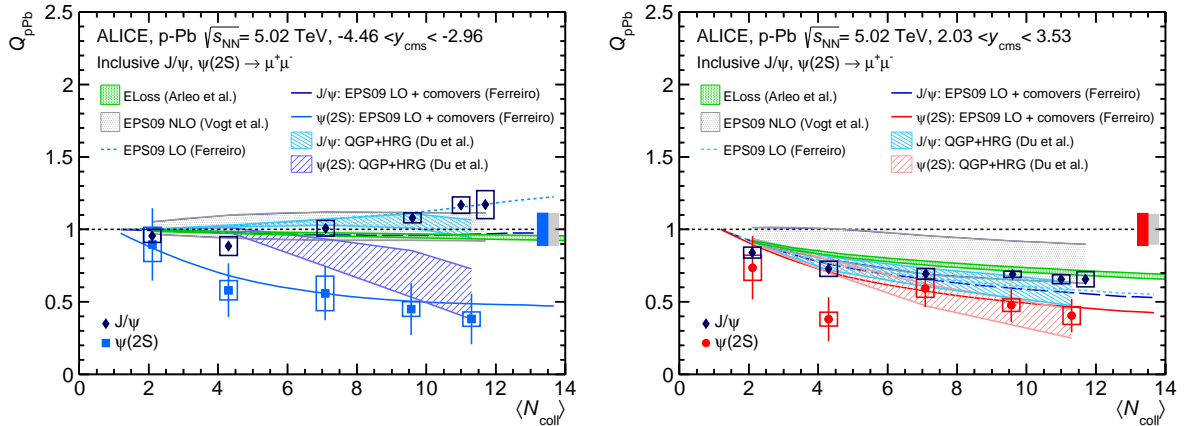 Q_pPb
2.5
2
1.5
1
0.5
0
ALICE, p-Pb √s_NN = 5.02 TeV, -4.46 < y_cms < -2.96
Inclusive J/ψ, ψ(2S) → μ⁺μ⁻
ELoss (Arleo et al.)
EPS09 NLO (Vogt et al.)
EPS09 LO (Ferreiro)
J/ψ: EPS09 LO + comovers (Ferreiro)
ψ(2S): EPS09 LO + comovers (Ferreiro)
J/ψ: QGP+HRG (Du et al.)
ψ(2S): QGP+HRG (Du et al.)
J/ψ
ψ(2S)
0 2 4 6 8 10 12 14
⟨N_coll⟩
Q_pPb
2.5
2
1.5
1
0.5
0
ALICE, p-Pb √s_NN = 5.02 TeV, 2.03 < y_cms < 3.53
Inclusive J/ψ, ψ(2S) → μ⁺μ⁻
ELoss (Arleo et al.)
EPS09 NLO (Vogt et al.)
EPS09 LO (Ferreiro)
J/ψ: EPS09 LO + comovers (Ferreiro)
ψ(2S): EPS09 LO + comovers (Ferreiro)
J/ψ: QGP+HRG (Du et al.)
ψ(2S): QGP+HRG (Du et al.)
J/ψ
ψ(2S)
0 2 4 6 8 10 12 14
⟨N_coll⟩